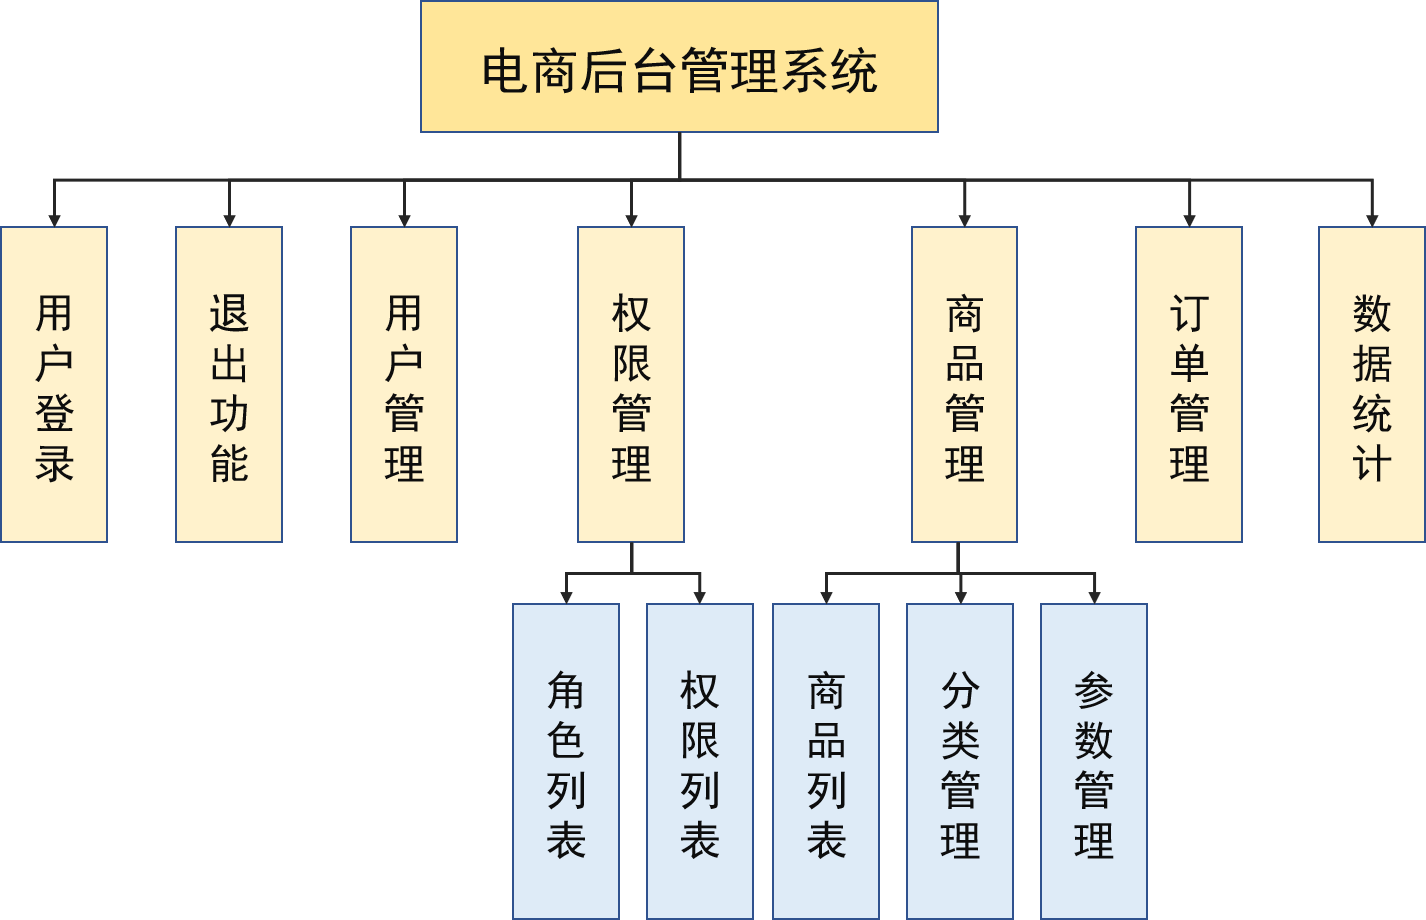 电商后台管理系统
用户登录
退出功能
用户管理
权限管理
商品管理
订单管理
数据统计
角色列表
权限列表
商品列表
分类管理
参数管理